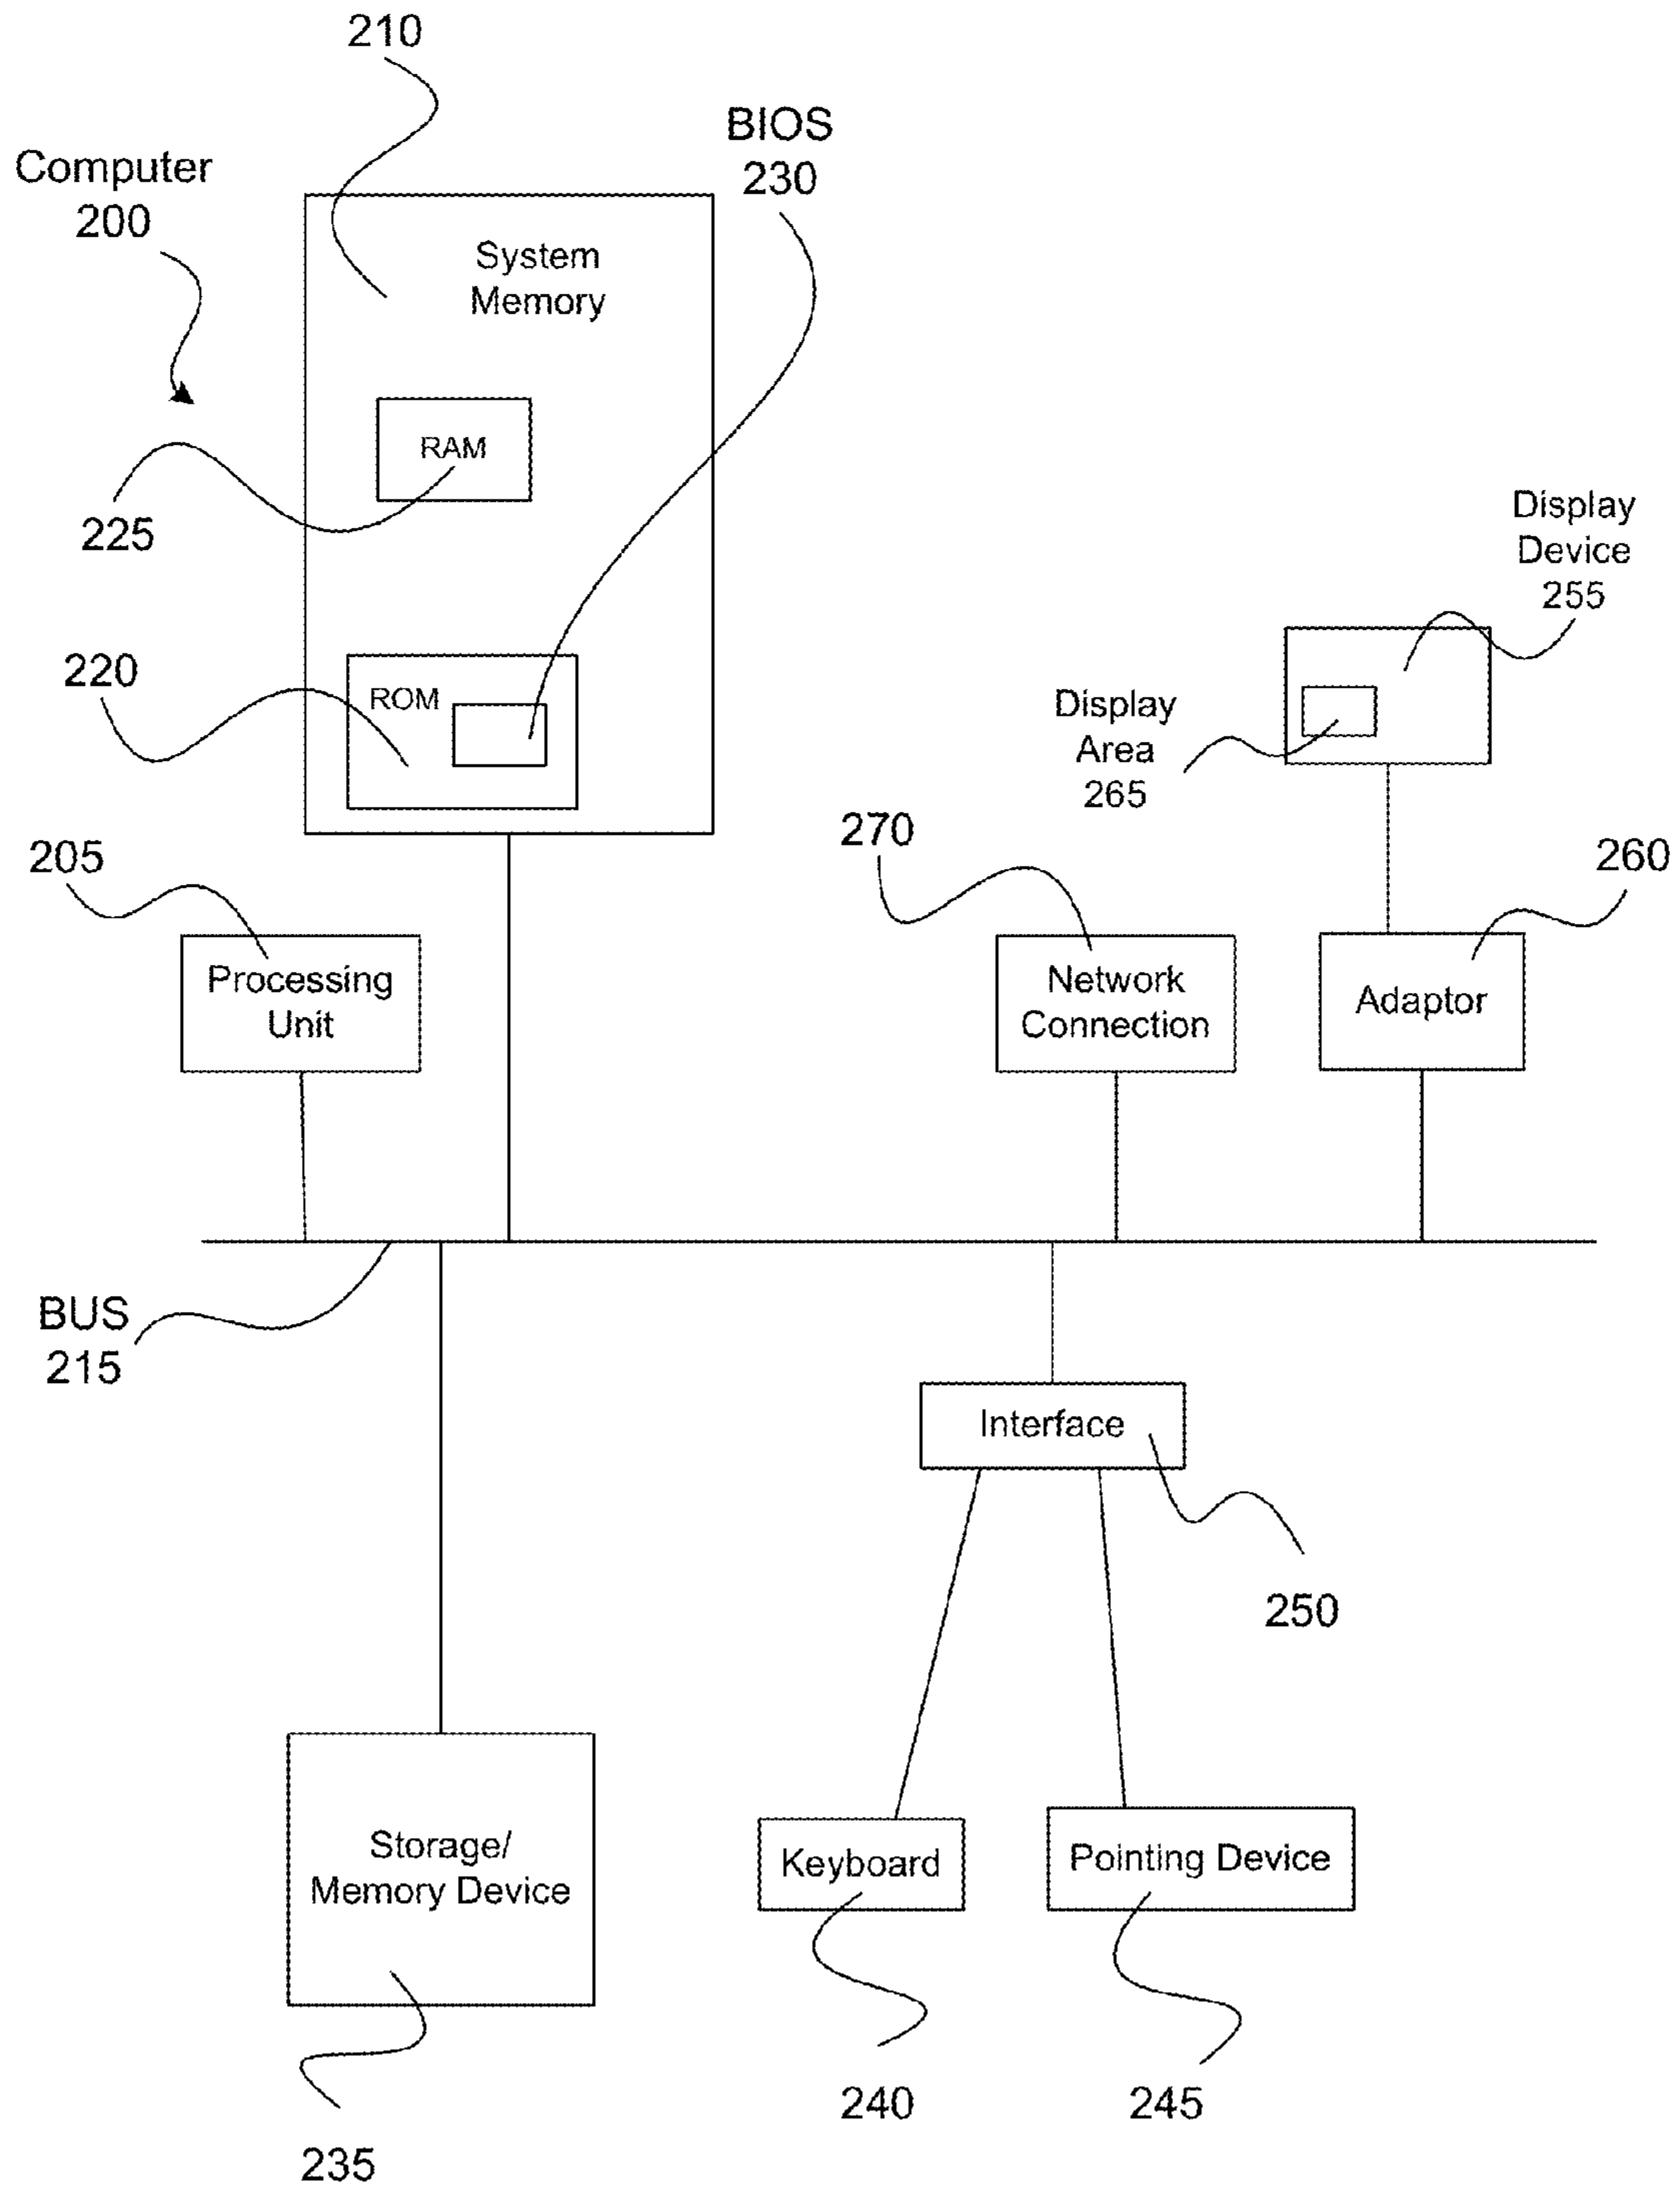 210
BIOS
230
Computer
200
System
Memory
RAM
225
Display
Device
255
220
ROM
Display
Area
265
270
205
260
Processing
Unit
Network
Connection
Adaptor
BUS
215
Interface
250
Storage/
Memory Device
Keyboard
Pointing Device
240
245
235